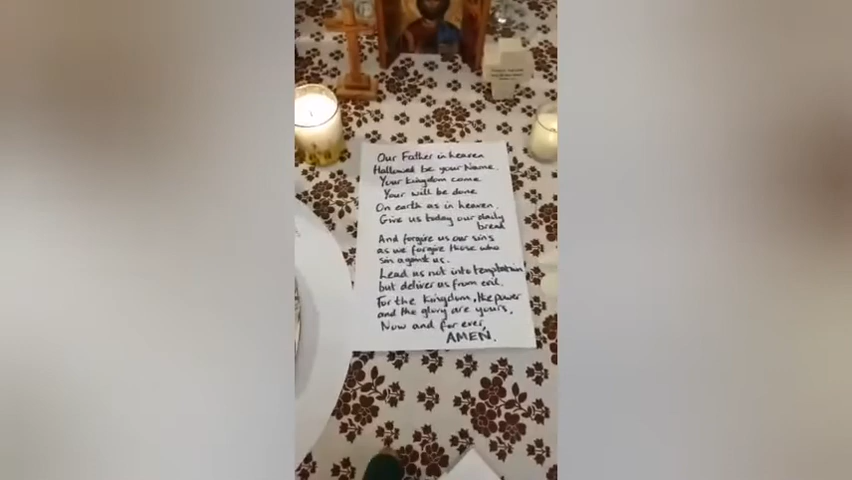 Our Father in heaven
Hallowed be your Name.
Your kingdom come
Your will be done
On earth as in heaven.
Give us today our daily
bread
And forgive us our sins
as we forgive those who
sin against us.
Lead us not into temptation
but deliver us from evil.
For the kingdom, the power
and the glory are yours,
Now and for ever,
AMEN.